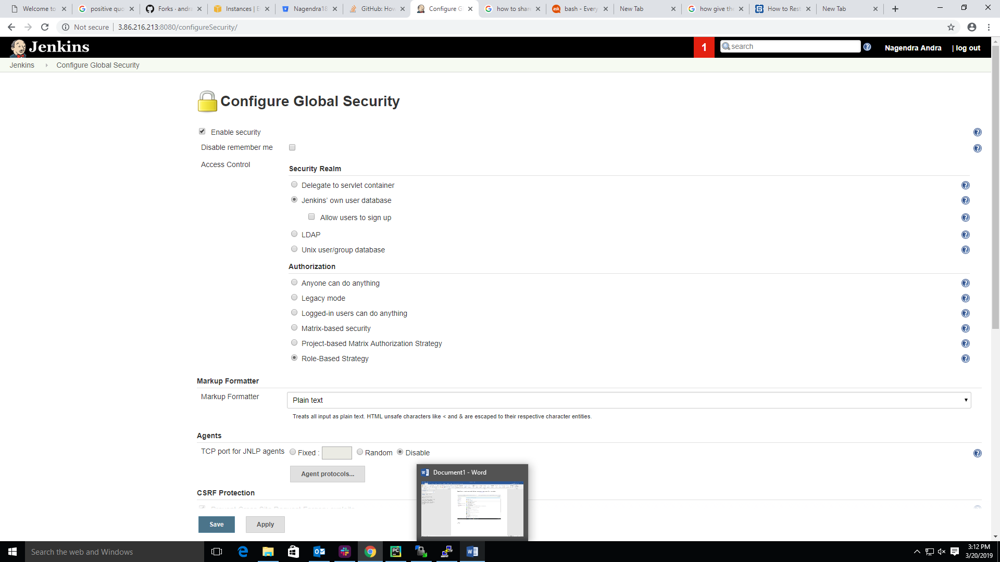 Welcome to
positive quo
Forks · andra
Instances | E
Nagendra18
GitHub: How
Configure G
how to shar
bash - Every
New Tab
how give the
How to Rest
New Tab
Not secure | 3.86.216.213:8080/configureSecurity/
Jenkins
1
search
Nagendra Andra
| log out
Jenkins
Configure Global Security
Configure Global Security
Enable security
Disable remember me
Access Control
Security Realm
Delegate to servlet container
Jenkins’ own user database
Allow users to sign up
LDAP
Unix user/group database
Authorization
Anyone can do anything
Legacy mode
Logged-in users can do anything
Matrix-based security
Project-based Matrix Authorization Strategy
Role-Based Strategy
Markup Formatter
Markup Formatter
Plain text
Treats all input as plain text. HTML unsafe characters like < and & are escaped to their respective character entities.
Agents
TCP port for JNLP agents
Fixed :
Random
Disable
Agent protocols...
Document1 - Word
CSRF Protection
Save
Apply
Search the web and Windows
3:12 PM
3/20/2019